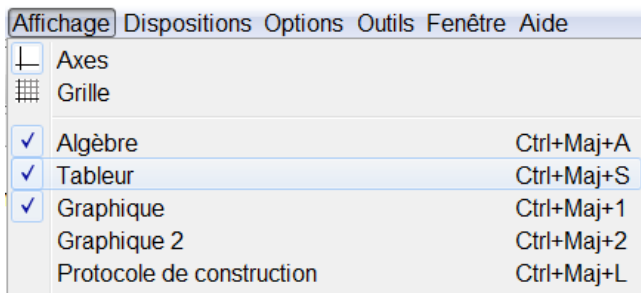 Affichage Dispositions Options Outils Fenêtre Aide
Axes
Grille
Algèbre Ctrl+Maj+A
Tableur Ctrl+Maj+S
Graphique Ctrl+Maj+1
Graphique 2 Ctrl+Maj+2
Protocole de construction Ctrl+Maj+L